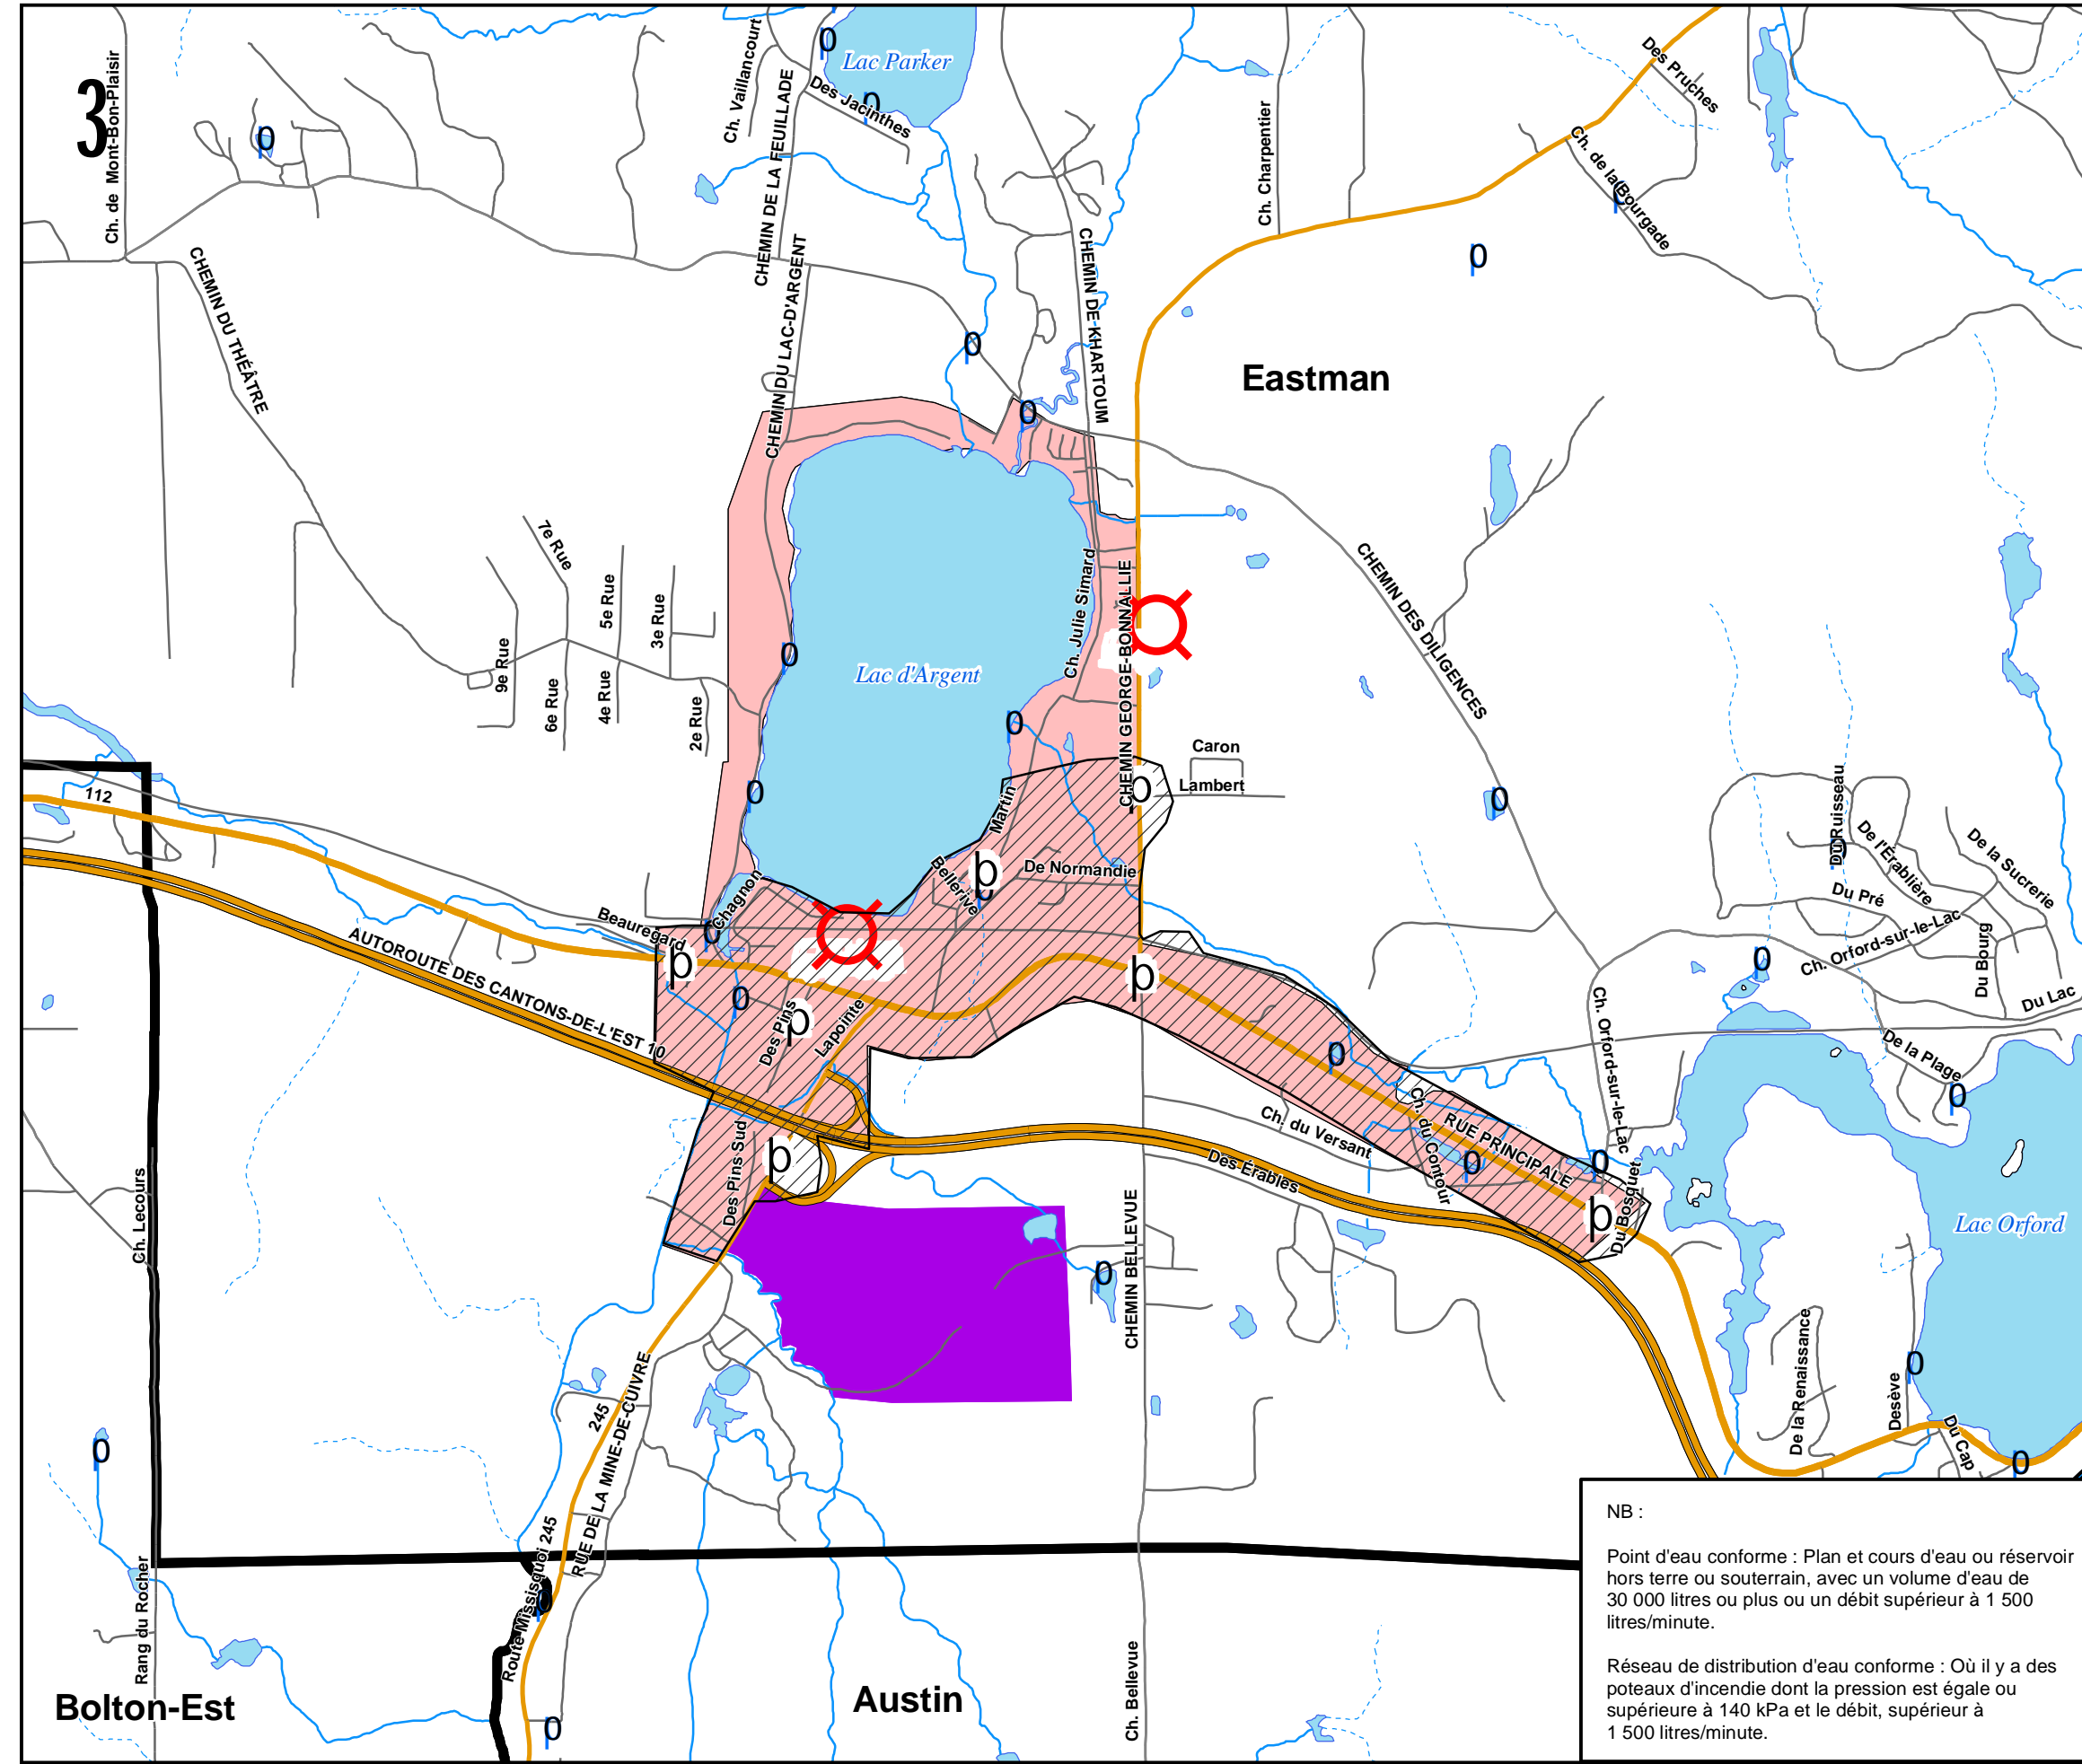 3
Ch. de Mont-Bon-Plaisir
CHEMIN DU THÉÂTRE
Ch. Vaillancourt
CHEMIN DE LA FEUILLADE
Lac Parker
Des Jacinthes
CHEMIN DU LAC-D'ARGENT
CHEMIN DE KHARTOUM
Ch. Charpentier
Des Pruches
Ch. de la Bourgade
Eastman
7e Rue
5e Rue
3e Rue
9e Rue
6e Rue
4e Rue
2e Rue
Lac d'Argent
Ch. Julie Simard
CHEMIN GEORGE-BONNALLIE
CHEMIN DES DILIGENCES
Caron
Lambert
Martin
De Normandie
Bellerive
Chagnon
Beauregard
112
AUTOROUTE DES CANTONS-DE-L'EST 10
Des Pins
Lapointe
Des Pins Sud
Du Ruisseau
De l'Érablière
De la Sucrerie
Du Pré
Ch. Orford-sur-le-Lac
Du Bourg
Du Lac
De la Plage
Ch. Orford-sur-le-Lac
Ch. du Versant
Ch. du Contour
RUE PRINCIPALE
Du Bosquet
Des Érables
Lac Orford
Ch. Lecours
CHEMIN BELLEVUE
De la Renaissance
Desève
Du Cap
245
RUE DE LA MINE-DE-CUIVRE
Route Missisquoi 245
Rang du Rocher
Ch. Bellevue
Bolton-Est
Austin
NB :
Point d'eau conforme : Plan et cours d'eau ou réservoir
hors terre ou souterrain, avec un volume d'eau de
30 000 litres ou plus ou un débit supérieur à 1 500
litres/minute.
Réseau de distribution d'eau conforme : Où il y a des
poteaux d'incendie dont la pression est égale ou
supérieure à 140 kPa et le débit, supérieur à
1 500 litres/minute.